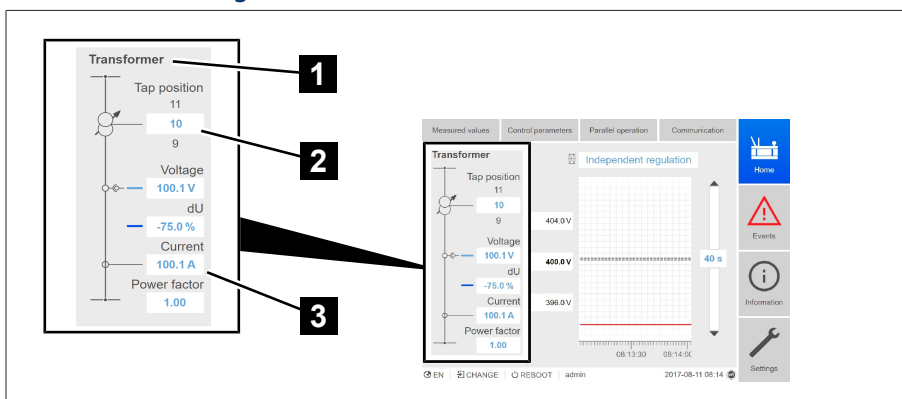 Transformer
Tap position
11
10
9
Voltage
100.1 V
dU
-75.0 %
Current
100.1 A
Power factor
1.00
1
2
3
Measured values
Control parameters
Parallel operation
Communication
Transformer
Tap position
11
10
9
Voltage
100.1 V
dU
-75.0 %
Current
100.1 A
Power factor
1.00
Independent regulation
404.0 V
400.0 V
396.0 V
40 s
08:13:30
08:14:00
Home
Events
Information
Settings
EN
CHANGE
REBOOT
admin
2017-08-11 08:14